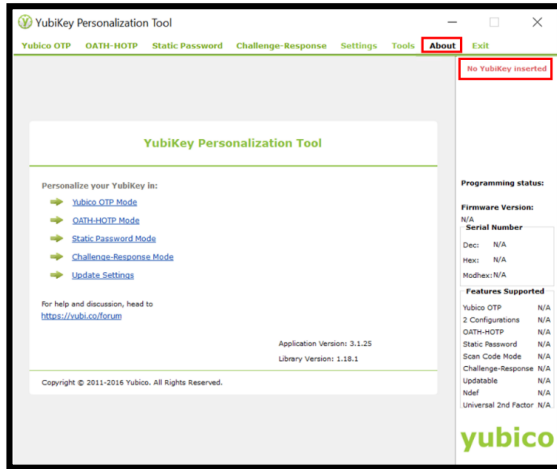 YubiKey Personalization Tool
Yubico OTP OATH-HOTP Static Password Challenge-Response Settings Tools About Exit
No YubiKey inserted
YubiKey Personalization Tool
Personalize your YubiKey in:
Yubico OTP Mode
OATH-HOTP Mode
Static Password Mode
Challenge-Response Mode
Update Settings
For help and discussion, head to
https://yubi.co/forum
Application Version: 3.1.25
Library Version: 1.18.1
Copyright © 2011-2016 Yubico. All Rights Reserved.
Programming status:
Firmware Version:
N/A
Serial Number
Dec: N/A
Hex: N/A
Modhex: N/A
Features Supported
Yubico OTP N/A
2 Configurations N/A
OATH-HOTP N/A
Static Password N/A
Scan Code Mode N/A
Challenge-Response N/A
Updatable N/A
Ndef N/A
Universal 2nd Factor N/A
yubico